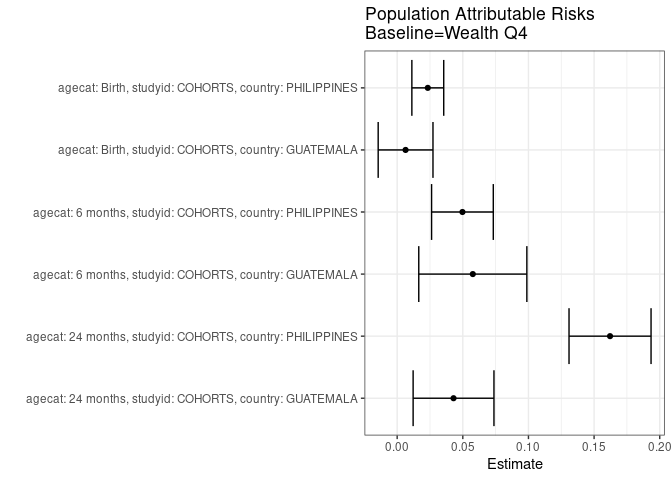 Population Attributable Risks
Baseline=Wealth Q4
agecat: Birth, studyid: COHORTS, country: PHILIPPINES
agecat: Birth, studyid: COHORTS, country: GUATEMALA
agecat: 6 months, studyid: COHORTS, country: PHILIPPINES
agecat: 6 months, studyid: COHORTS, country: GUATEMALA
agecat: 24 months, studyid: COHORTS, country: PHILIPPINES
agecat: 24 months, studyid: COHORTS, country: GUATEMALA
0.00 0.05 0.10 0.15 0.20
Estimate